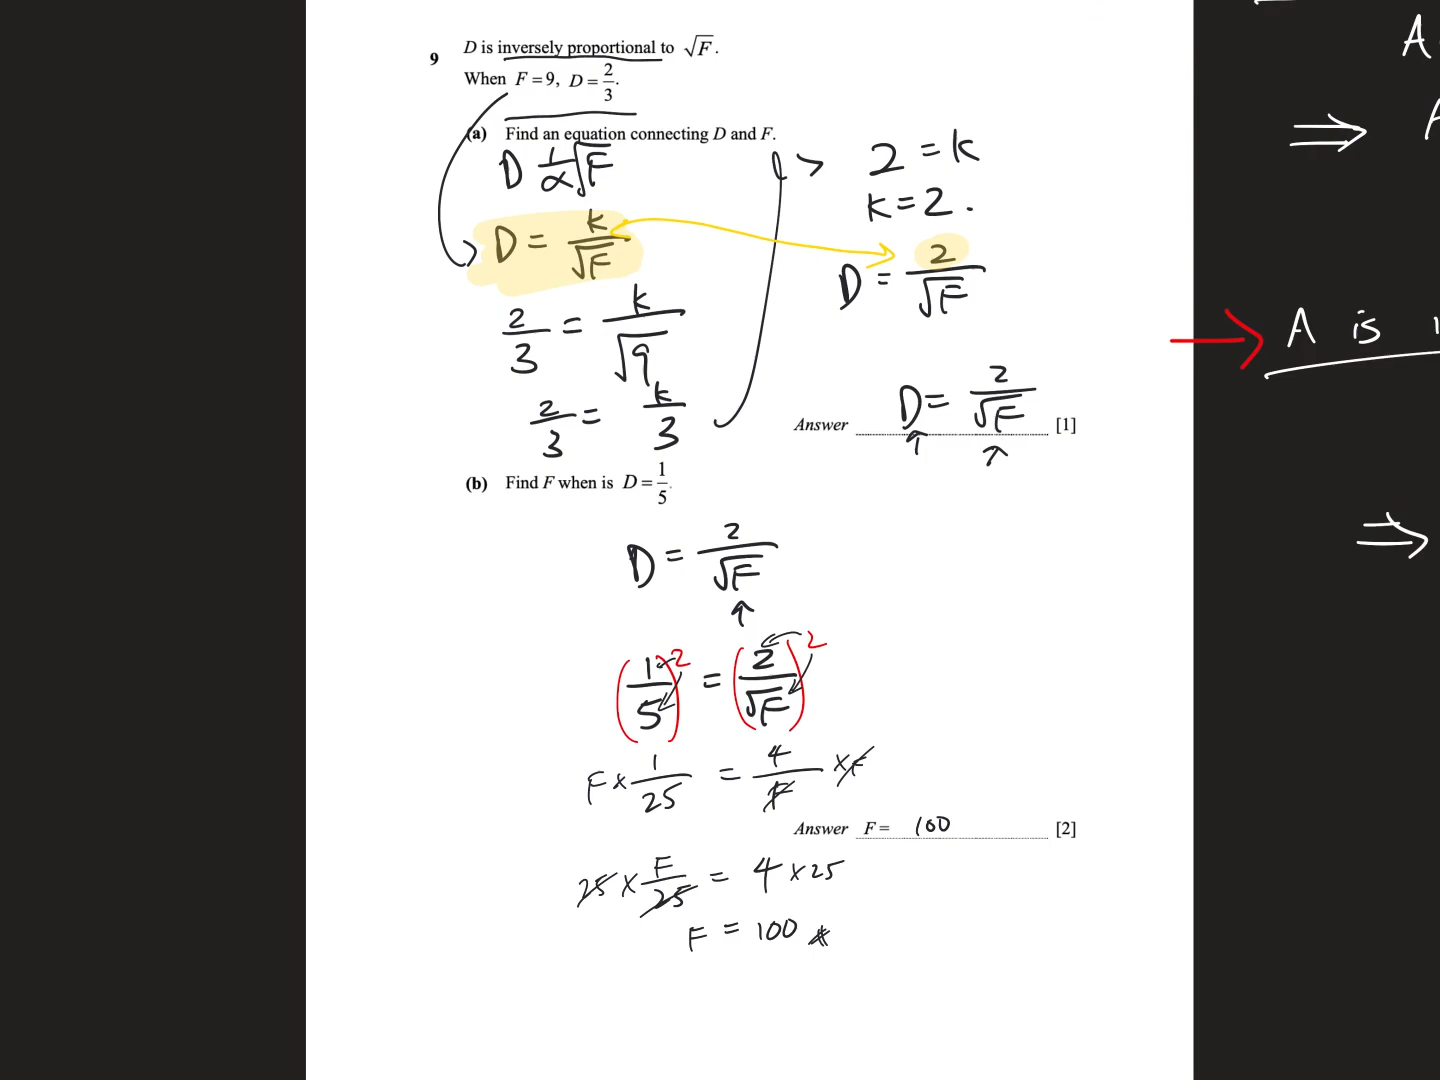 9 D is inversely proportional to √F.
When F = 9, D = 2/3.
(a) Find an equation connecting D and F.
D 1/α √F
D = k/√F
2/3 = k/√9
2/3 = k/3
2 = k
k = 2.
D = 2/√F
Answer D = 2/√F [1]
(b) Find F when is D = 1/5.
D = 2/√F
(1/5)² = (2/√F)²
F × 1/25 = 4/F × F
Answer F = 100 [2]
25 × F/25 = 4 × 25
F = 100
A
⇒ A
→ A is
⇒